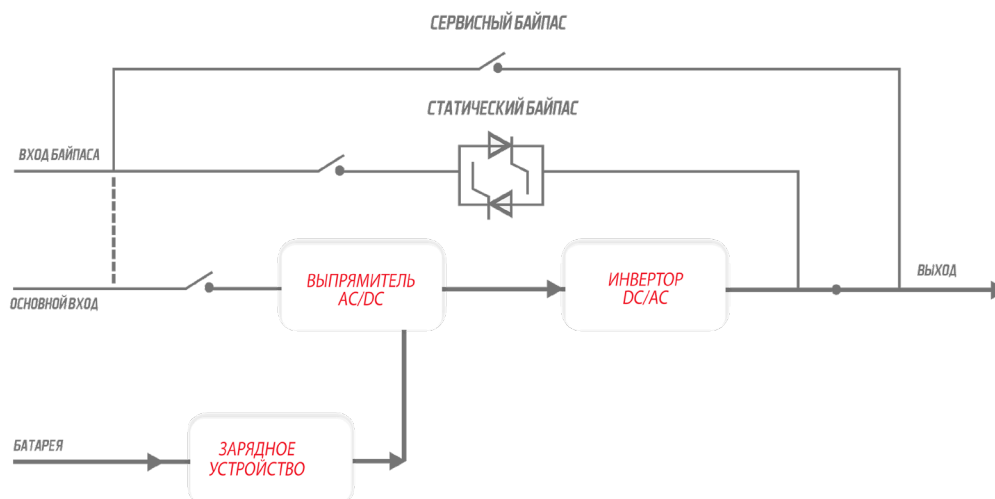 СЕРВИСНЫЙ БАЙПАС
СТАТИЧЕСКИЙ БАЙПАС
ВХОД БАЙПАСА
ВЫПРЯМИТЕЛЬ
AC/DC
ИНВЕРТОР
DC/AC
ВЫХОД
ОСНОВНОЙ ВХОД
БАТАРЕЯ
ЗАРЯДНОЕ
УСТРОЙСТВО